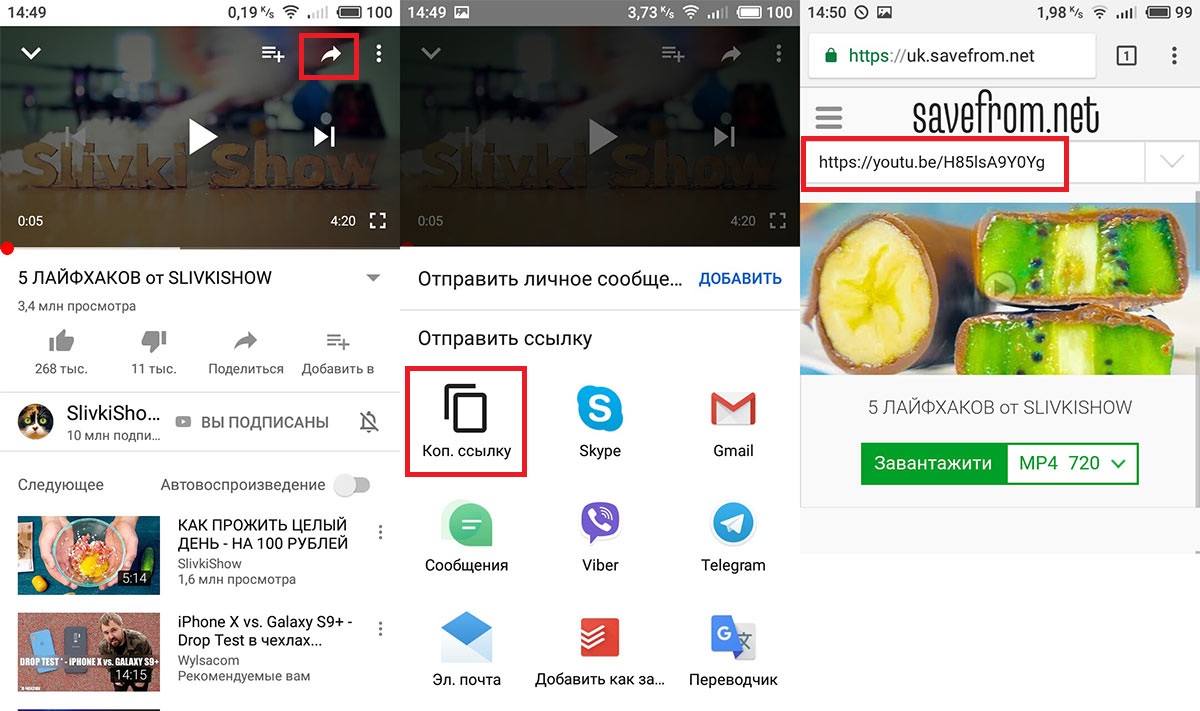 14:49
0,19 К/s
100
Slivki Show
0:05
4:20
5 ЛАЙФХАКОВ от SLIVKISHOW
3,4 млн просмотра
268 тыс.
11 тыс.
Поделиться
Добавить в
SlivkiSho...
10 млн подпи...
ВЫ ПОДПИСАНЫ
Следующее
Автовоспроизведение
5:14
КАК ПРОЖИТЬ ЦЕЛЫЙ
ДЕНЬ - НА 100 РУБЛЕЙ
SlivkiShow
1,6 млн просмотра
DROP TEST - iPHONE X vs. GALAXY S9+
14:15
iPhone X vs. Galaxy S9+ -
Drop Test в чехлах...
Wylsacom
Рекомендуемые вам
14:49
3,73 К/s
100
Slivki Show
0:05
4:20
Отправить личное сообще...
ДОБАВИТЬ
Отправить ссылку
Коп. ссылку
Skype
Gmail
Сообщения
Viber
Telegram
Эл. почта
Добавить как за...
Переводчик
14:50
1,98 К/s
99
https://uk.savefrom.net
1
savefrom.net
https://youtu.be/H85lsA9Y0Yg
5 ЛАЙФХАКОВ от SLIVKISHOW
Завантажити
MP4 720